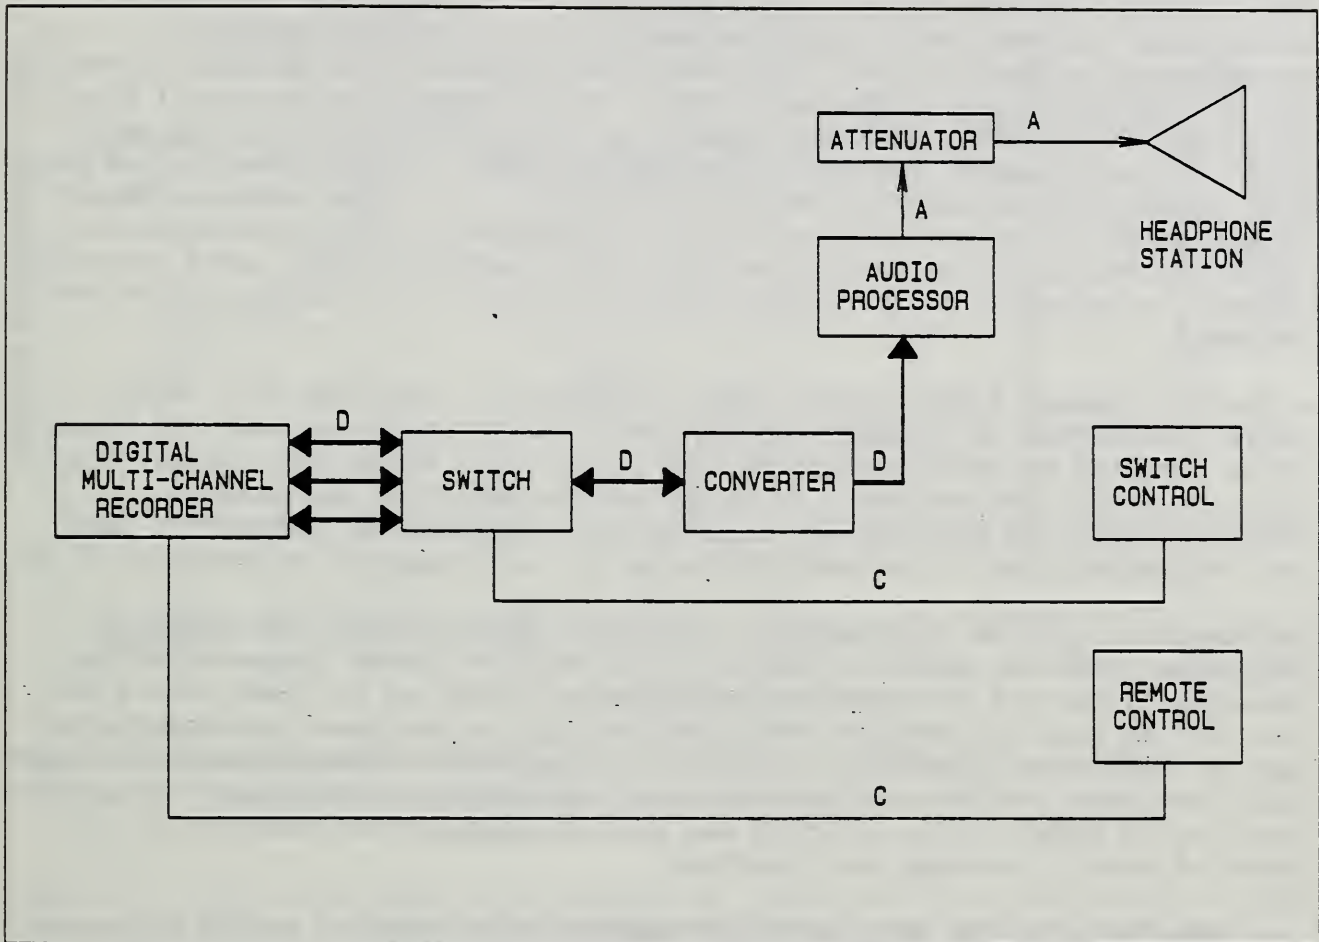 ATTENUATOR
A
A
HEADPHONE
STATION
AUDIO
PROCESSOR
D
DIGITAL
MULTI-CHANNEL
RECORDER
SWITCH
D
CONVERTER
D
SWITCH
CONTROL
C
REMOTE
CONTROL
C